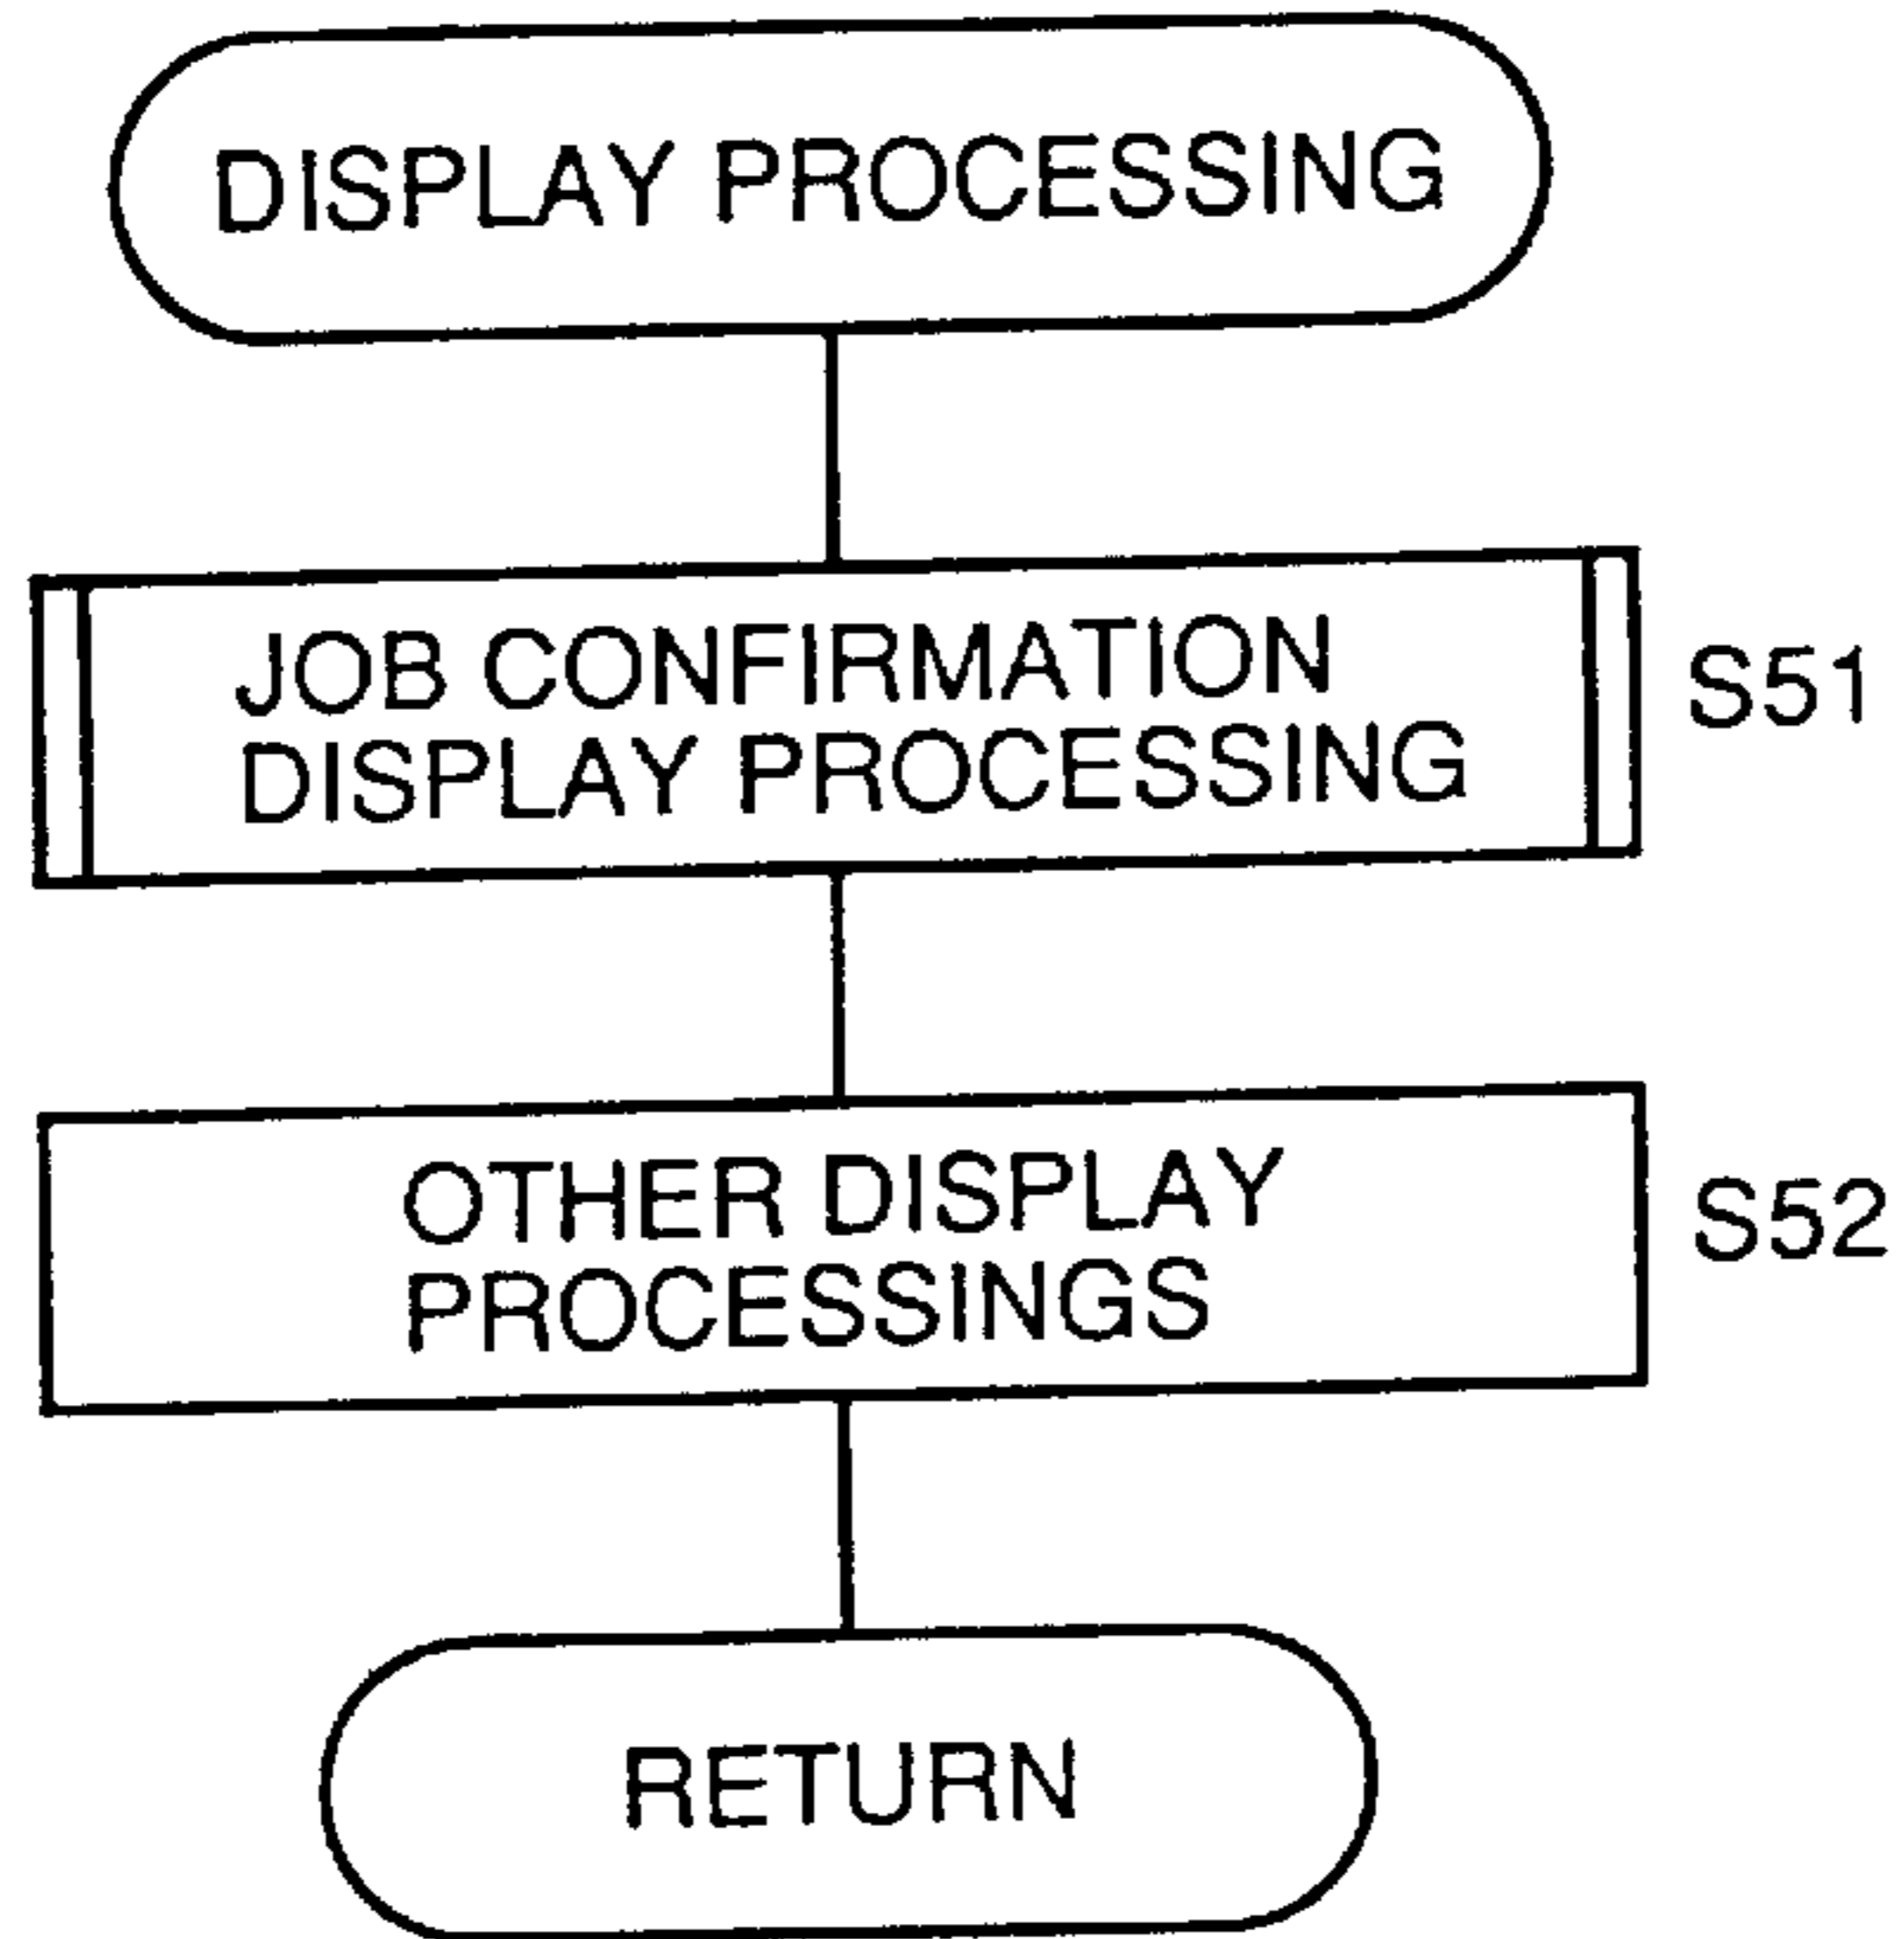 DISPLAY PROCESSING
JOB CONFIRMATION
DISPLAY PROCESSING
S51
OTHER DISPLAY
PROCESSINGS
S52
RETURN